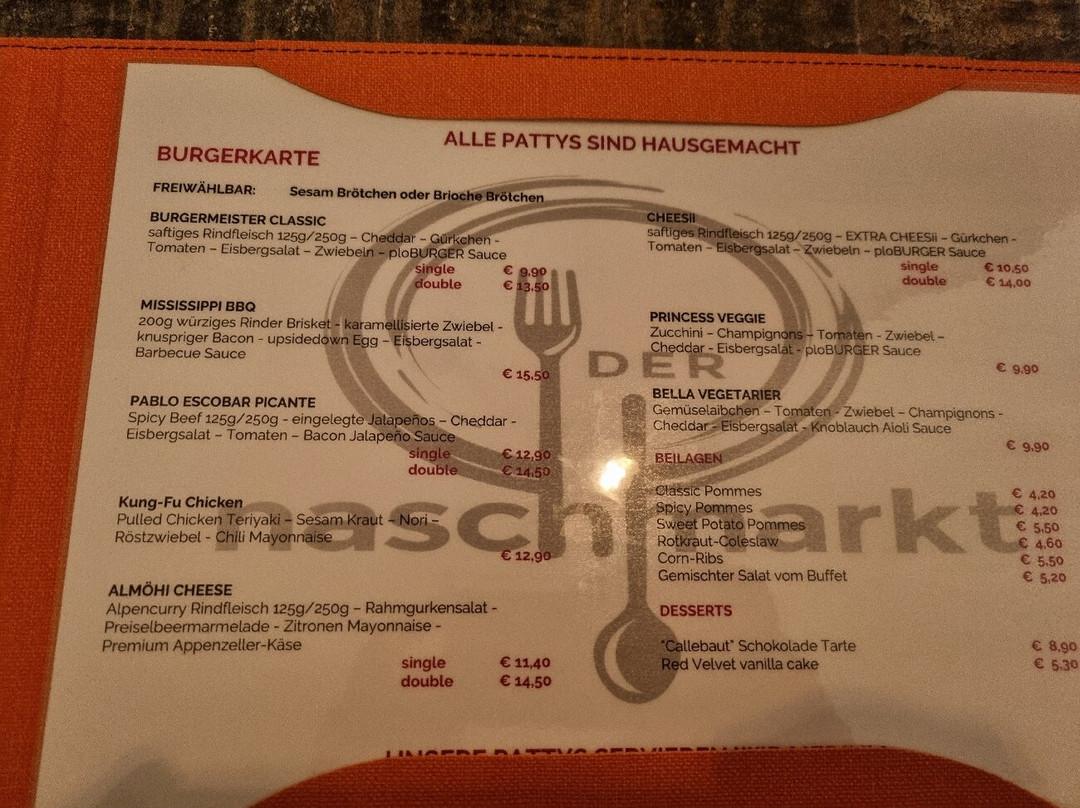 ALLE PATTYS SIND HAUSGEMACHT
BURGERKARTE
FREIWÄHLBAR: Sesam Brötchen oder Brioche Brötchen
BURGERMEISTER CLASSIC
saftiges Rindfleisch 125g/250g – Cheddar – Gürkchen -
Tomaten – Eisbergsalat – Zwiebeln – ploBURGER Sauce
single € 9,90
double € 13,50
MISSISSIPPI BBQ
200g würziges Rinder Brisket - karamellisierte Zwiebel -
knuspriger Bacon - upsidedown Egg – Eisbergsalat -
Barbecue Sauce
€ 15,50
PABLO ESCOBAR PICANTE
Spicy Beef 125g/250g - eingelegte Jalapeños – Cheddar -
Eisbergsalat – Tomaten – Bacon Jalapeño Sauce
single € 12,90
double € 14,50
Kung-Fu Chicken
Pulled Chicken Teriyaki – Sesam Kraut – Nori –
Röstzwiebel - Chili Mayonnaise
€ 12,90
ALMÖHI CHEESE
Alpencurry Rindfleisch 125g/250g – Rahmgurkensalat -
Preiselbeermarmelade - Zitronen Mayonnaise -
Premium Appenzeller-Käse
single € 11,40
double € 14,50
CHEESii
saftiges Rindfleisch 125g/250g – EXTRA CHEESii – Gürkchen -
Tomaten – Eisbergsalat – Zwiebeln – ploBURGER Sauce
single € 10,50
double € 14,00
PRINCESS VEGGIE
Zucchini – Champignons – Tomaten - Zwiebel –
Cheddar - Eisbergsalat - ploBURGER Sauce
€ 9,90
BELLA VEGETARIER
Gemüselaibchen – Tomaten - Zwiebel – Champignons -
Cheddar - Eisbergsalat - Knoblauch Aioli Sauce
€ 9,90
BEILAGEN
Classic Pommes € 4,20
Spicy Pommes € 4,20
Sweet Potato Pommes € 5,50
Rotkraut-Coleslaw € 4,60
Corn-Ribs € 5,50
Gemischter Salat vom Buffet € 5,20
DESSERTS
"Callebaut" Schokolade Tarte € 8,90
Red Velvet vanilla cake € 5,30
DER
naschmarkt
UNSERE PATTYS SERVIEREN WIR